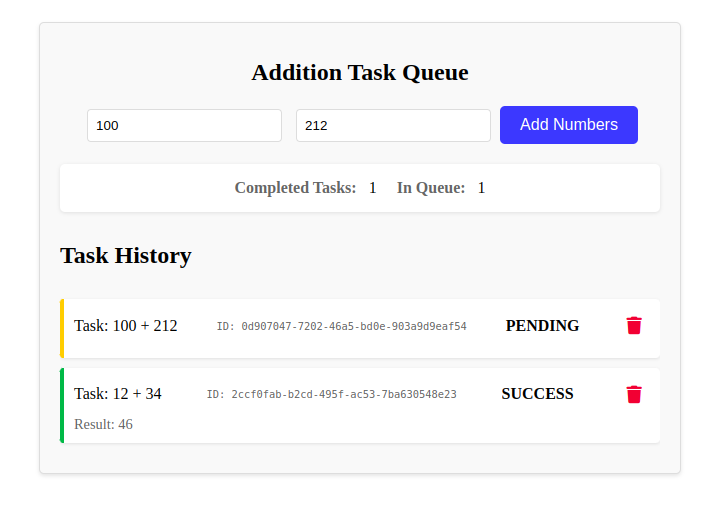 Addition Task Queue
100 212 Add Numbers
Completed Tasks: 1 In Queue: 1
Task History
Task: 100 + 212 ID: 0d907047-7202-46a5-bd0e-903a9d9eaf54 PENDING
Task: 12 + 34 ID: 2ccf0fab-b2cd-495f-ac53-7ba630548e23 SUCCESS
Result: 46